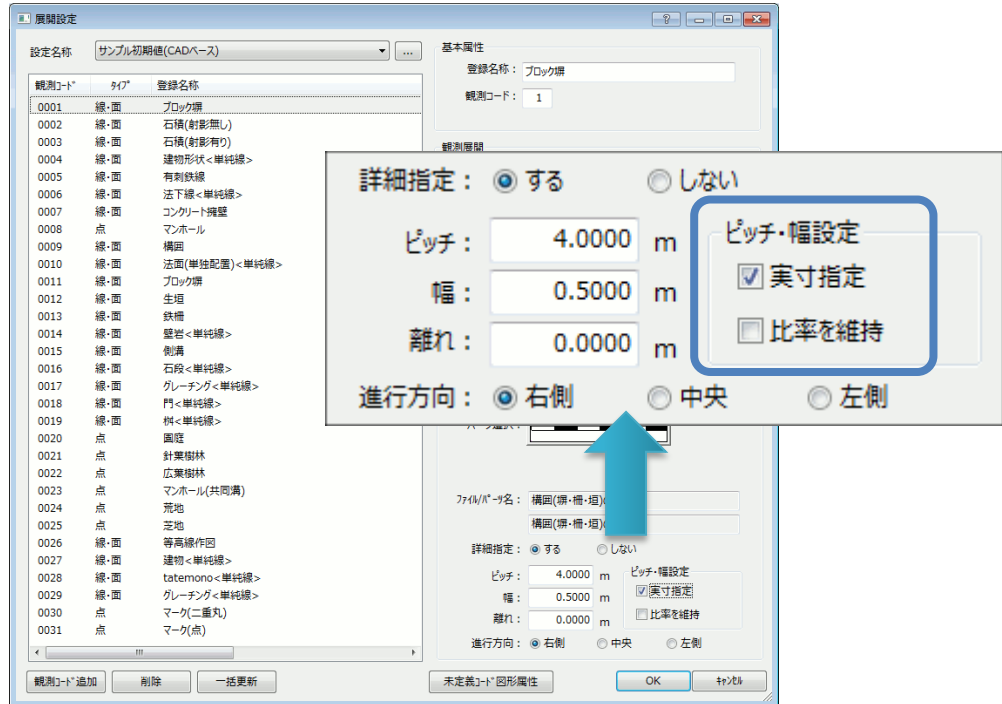 展開設定
設定名称
サンプル初期値(CADベース)
...
観測ｺｰﾄﾞ ﾀｲﾌﾟ 登録名称
0001 線・面 ブロック塀
0002 線・面 石積(射影無し)
0003 線・面 石積(射影有り)
0004 線・面 建物形状<単純線>
0005 線・面 有刺鉄線
0006 線・面 法下線<単純線>
0007 線・面 コンクリート擁壁
0008 点 マンホール
0009 線・面 構囲
0010 線・面 法面(単独配置)<単純線>
0011 線・面 ブロック塀
0012 線・面 生垣
0013 線・面 鉄柵
0014 線・面 壁岩<単純線>
0015 線・面 側溝
0016 線・面 石段<単純線>
0017 線・面 グレーチング<単純線>
0018 線・面 門<単純線>
0019 線・面 桝<単純線>
0020 点 園庭
0021 点 針葉樹林
0022 点 広葉樹林
0023 点 マンホール(共同溝)
0024 点 荒地
0025 点 芝地
0026 線・面 等高線作図
0027 線・面 建物<単純線>
0028 線・面 tatemono<単純線>
0029 線・面 グレーチング<単純線>
0030 点 マーク(二重丸)
0031 点 マーク(点)
観測ｺｰﾄﾞ追加 削除 一括更新
基本属性
登録名称： ブロック塀
観測コード： 1
観測展開
詳細指定： する しない
ピッチ： 4.0000 m
幅： 0.5000 m
離れ： 0.0000 m
ピッチ・幅設定
実寸指定
比率を維持
進行方向： 右側 中央 左側
ﾌｧｲﾙ/ﾊﾟｰﾂ名： 構囲(塀・柵・垣)
構囲(塀・柵・垣)
詳細指定： する しない
ピッチ： 4.0000 m
幅： 0.5000 m
離れ： 0.0000 m
ピッチ・幅設定
実寸指定
比率を維持
進行方向： 右側 中央 左側
未定義ｺｰﾄﾞ図形属性 OK ｷｬﾝｾﾙ